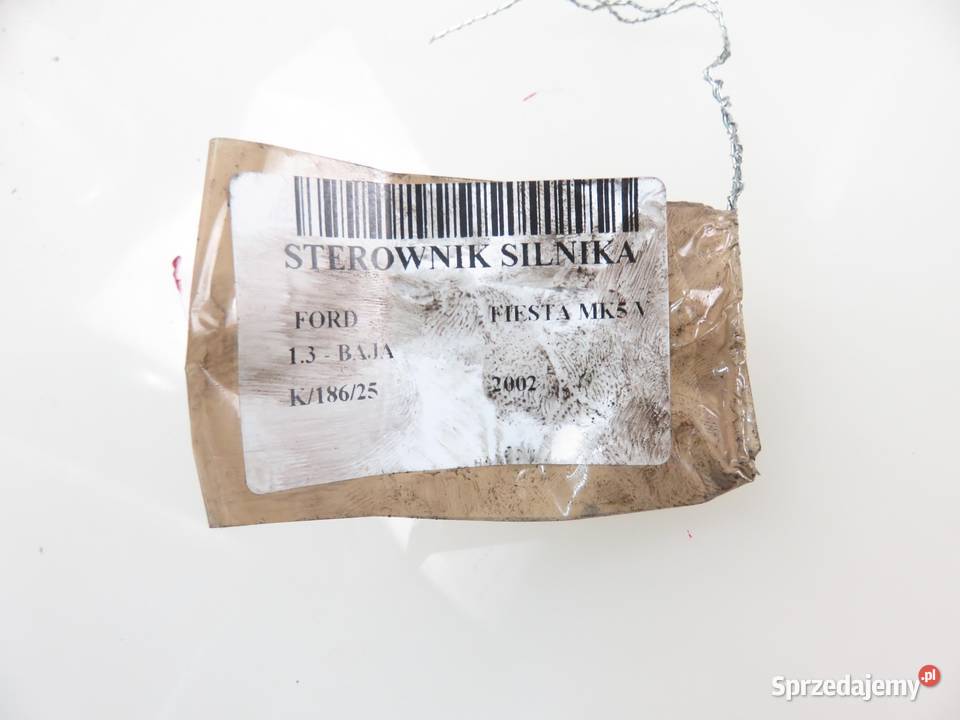 STEROWNIK SILNIKA
FORD FIESTA MK5 V
1.3 - BAJA
K/186/25 2002
Sprzedajemy.pl